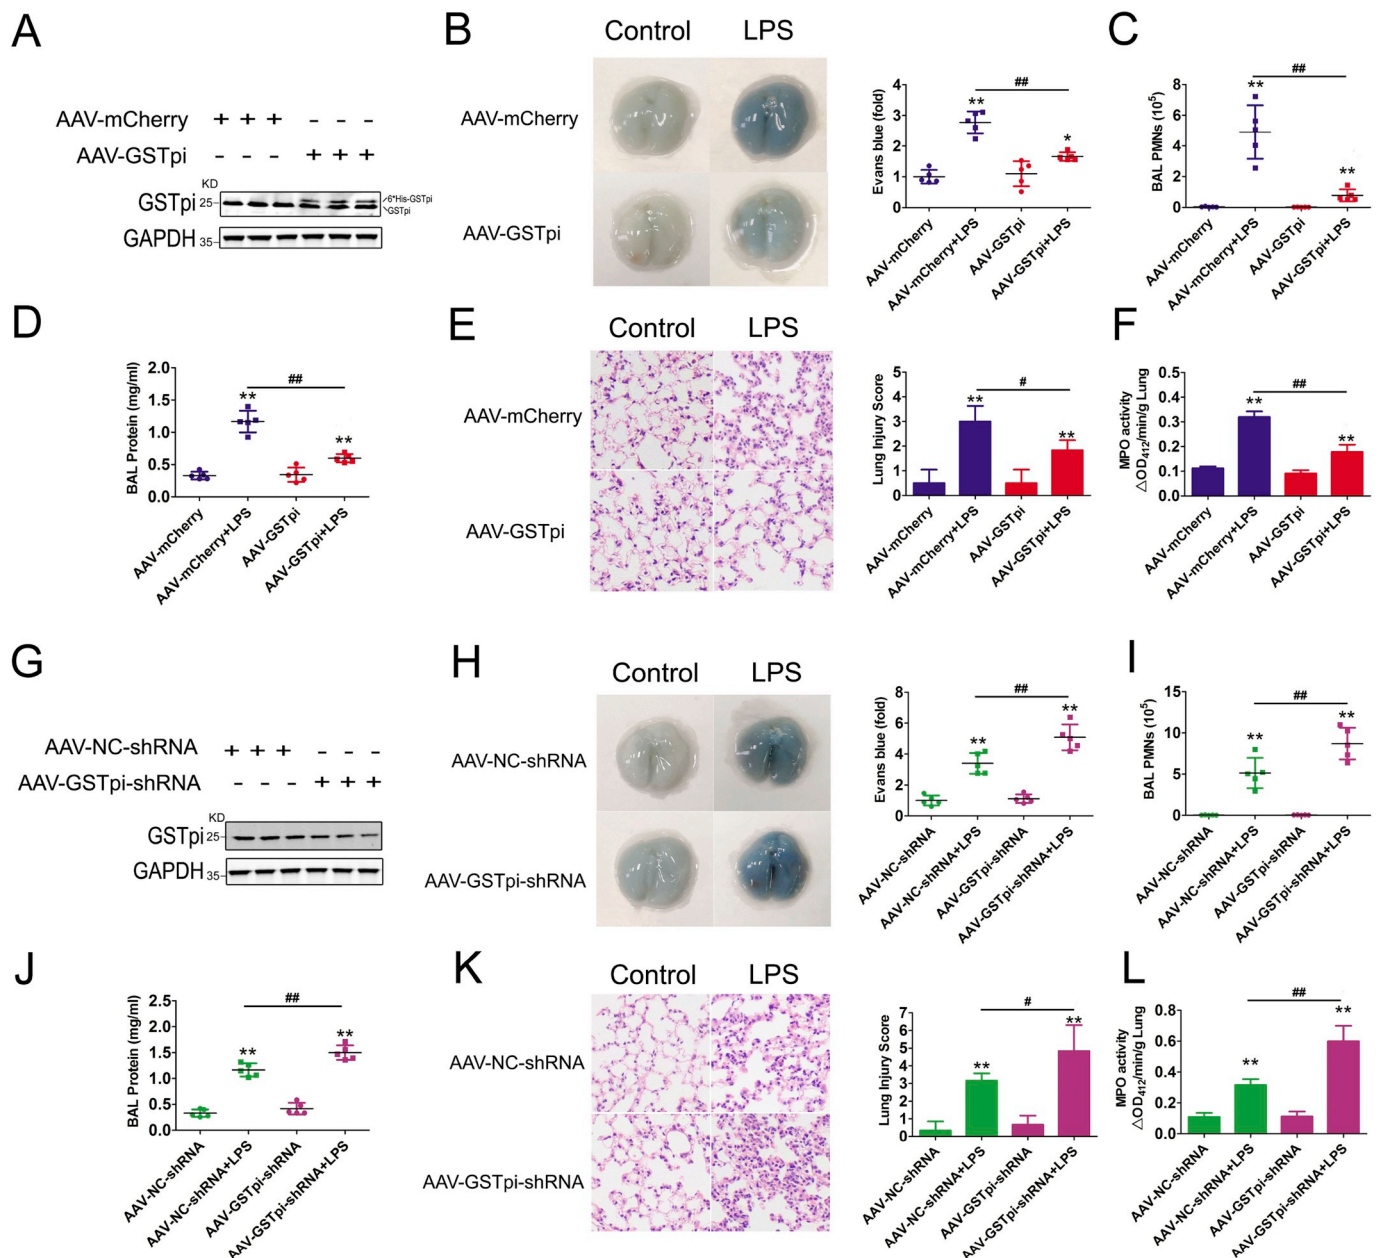 A
AAV-mCherry + + + - - -
AAV-GSTpi - - - + + +
KD
GSTpi 25 6*His-GSTpi
GSTpi
GAPDH 35
B
Control LPS
AAV-mCherry
AAV-GSTpi
Evans blue (fold)
4
3
2
1
0
**
##
*
AAV-mCherry
AAV-mCherry+LPS
AAV-GSTpi
AAV-GSTpi+LPS
C
BAL PMNs (10⁵)
8
6
4
2
0
**
##
**
AAV-mCherry
AAV-mCherry+LPS
AAV-GSTpi
AAV-GSTpi+LPS
D
BAL Protein (mg/ml)
2.0
1.5
1.0
0.5
0.0
**
##
**
AAV-mCherry
AAV-mCherry+LPS
AAV-GSTpi
AAV-GSTpi+LPS
E
Control LPS
AAV-mCherry
AAV-GSTpi
Lung Injury Score
5
4
3
2
1
0
**
#
**
AAV-mCherry
AAV-mCherry+LPS
AAV-GSTpi
AAV-GSTpi+LPS
F
MPO activity
△OD₄₁₂/min/g Lung
0.5
0.4
0.3
0.2
0.1
0.0
**
##
**
AAV-mCherry
AAV-mCherry+LPS
AAV-GSTpi
AAV-GSTpi+LPS
G
AAV-NC-shRNA + + + - - -
AAV-GSTpi-shRNA - - - + + +
KD
GSTpi 25
GAPDH 35
H
Control LPS
AAV-NC-shRNA
AAV-GSTpi-shRNA
Evans blue (fold)
8
6
4
2
0
**
##
**
AAV-NC-shRNA
AAV-NC-shRNA+LPS
AAV-GSTpi-shRNA
AAV-GSTpi-shRNA+LPS
I
BAL PMNs (10⁵)
15
10
5
0
**
##
**
AAV-NC-shRNA
AAV-NC-shRNA+LPS
AAV-GSTpi-shRNA
AAV-GSTpi-shRNA+LPS
J
BAL Protein (mg/ml)
2.5
2.0
1.5
1.0
0.5
0.0
**
##
**
AAV-NC-shRNA
AAV-NC-shRNA+LPS
AAV-GSTpi-shRNA
AAV-GSTpi-shRNA+LPS
K
Control LPS
AAV-NC-shRNA
AAV-GSTpi-shRNA
Lung Injury Score
7
6
5
4
3
2
1
0
**
#
**
AAV-NC-shRNA
AAV-NC-shRNA+LPS
AAV-GSTpi-shRNA
AAV-GSTpi-shRNA+LPS
L
MPO activity
△OD₄₁₂/min/g Lung
0.8
0.6
0.4
0.2
0.0
**
##
**
AAV-NC-shRNA
AAV-NC-shRNA+LPS
AAV-GSTpi-shRNA
AAV-GSTpi-shRNA+LPS